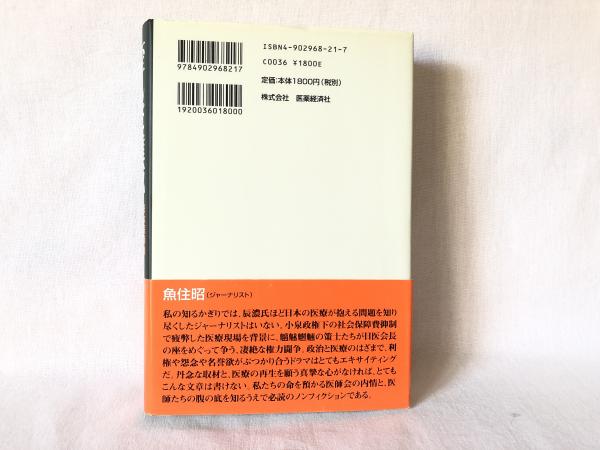 ISBN4-902968-21-7
C0036 ¥1800E
9784902968217
定価:本体1800円(税別)
株式会社 医薬経済社
1920036018000
魚住昭(ジャーナリスト)
私の知るかぎりでは、辰濃氏ほど日本の医療が抱える問題を知り
尽くしたジャーナリストはいない。小泉政権下の社会保障費抑制
で疲弊した医療現場を背景に、魑魅魍魎の策士たちが日医会長
の座をめぐって争う、凄絶な権力闘争。政治と医療のはざまで、利
権や怨念や名誉欲がぶつかり合うドラマはとてもエキサイティング
だ。丹念な取材と、医療の再生を願う真摯な心がなければ、とても
こんな文章は書けない。私たちの命を預かる医師会の内情と、医
師たちの腹の底を知るうえで必読のノンフィクションである。